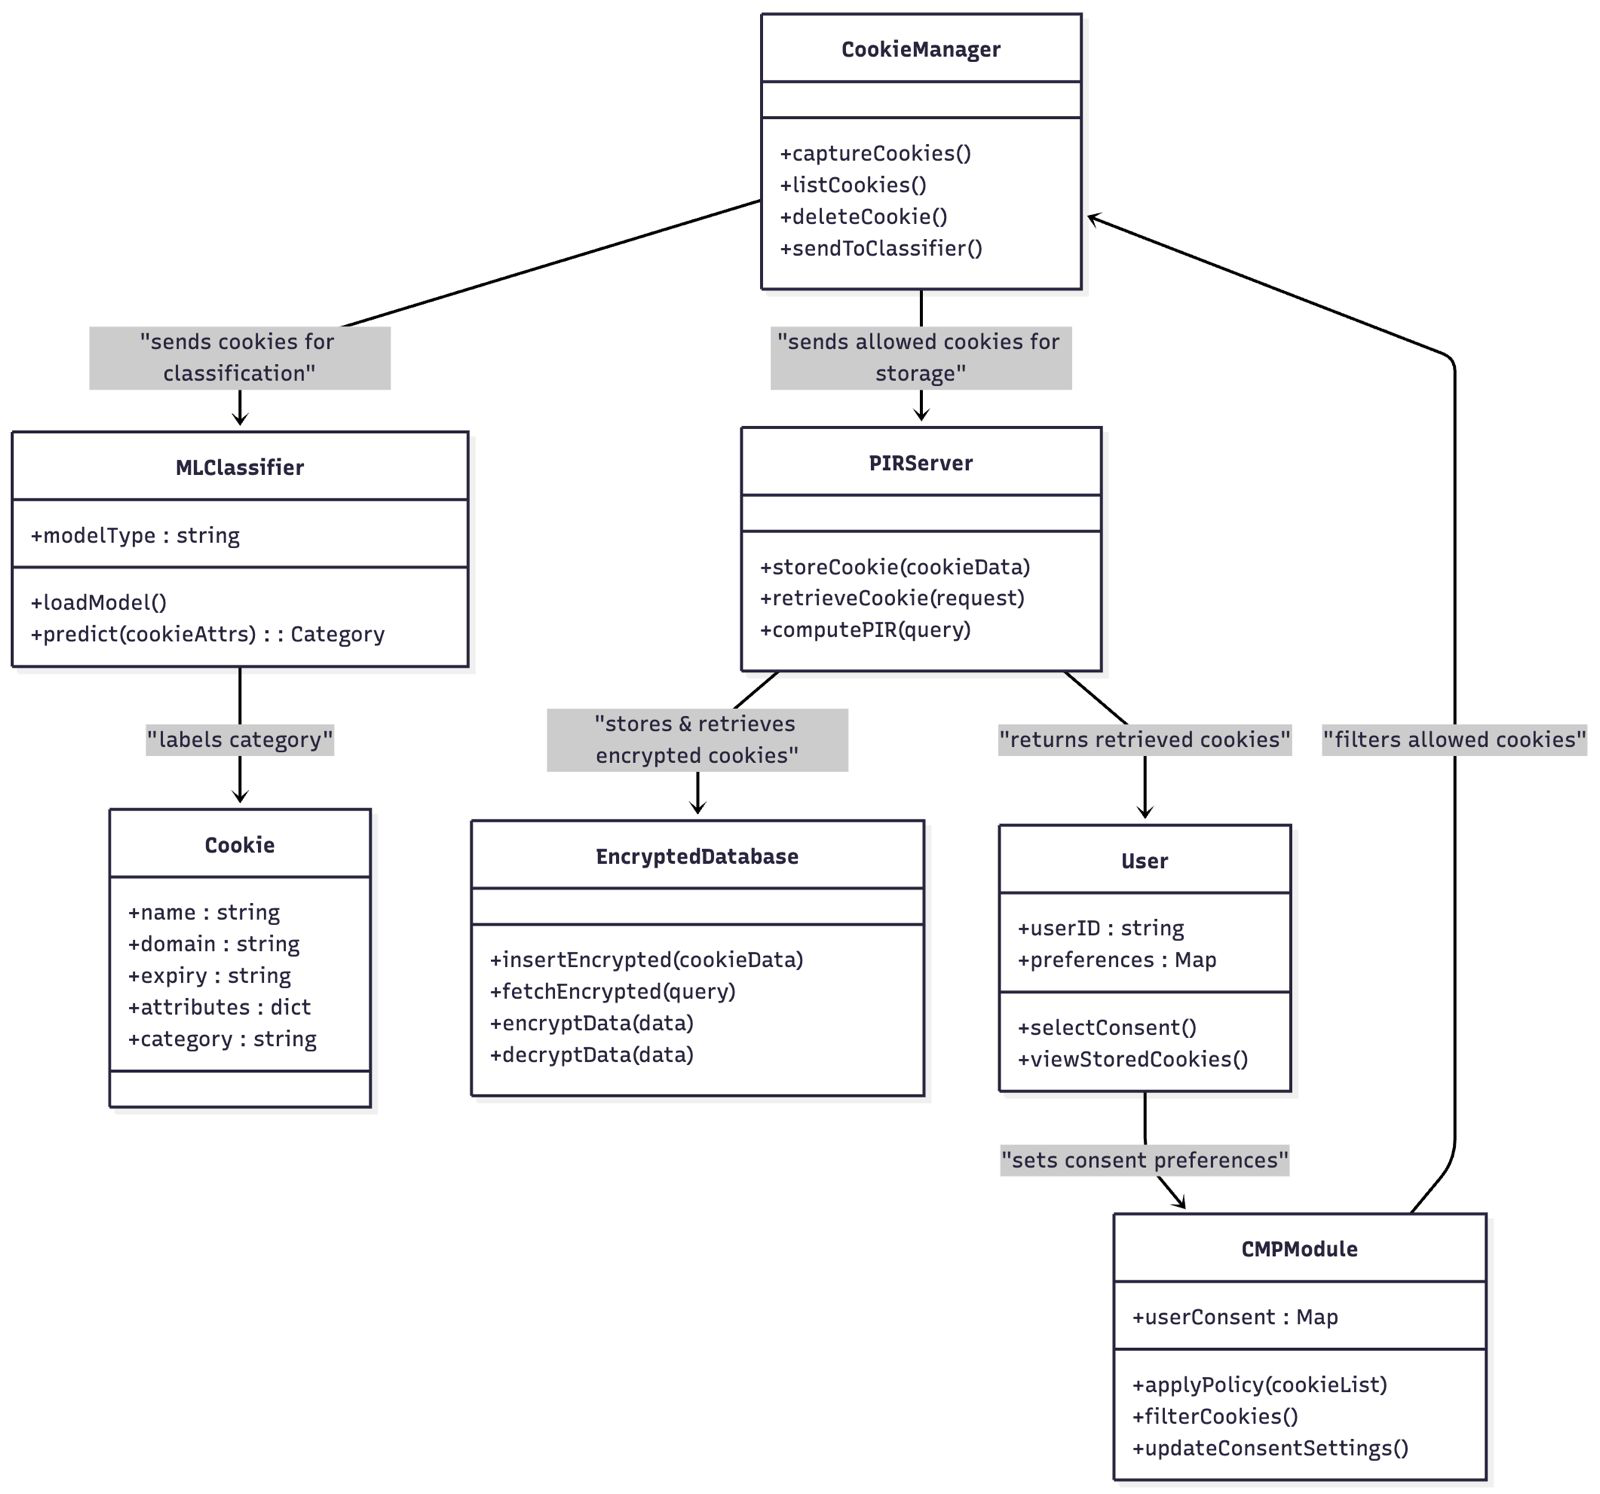 CookieManager
+captureCookies()
+listCookies()
+deleteCookie()
+sendToClassifier()
"sends cookies for
classification"
"sends allowed cookies for
storage"
MLClassifier
+modelType : string
+loadModel()
+predict(cookieAttrs) : : Category
PIRServer
+storeCookie(cookieData)
+retrieveCookie(request)
+computePIR(query)
"labels category"
"stores & retrieves
encrypted cookies"
"returns retrieved cookies"
"filters allowed cookies"
Cookie
+name : string
+domain : string
+expiry : string
+attributes : dict
+category : string
EncryptedDatabase
+insertEncrypted(cookieData)
+fetchEncrypted(query)
+encryptData(data)
+decryptData(data)
User
+userID : string
+preferences : Map
+selectConsent()
+viewStoredCookies()
"sets consent preferences"
CMPModule
+userConsent : Map
+applyPolicy(cookieList)
+filterCookies()
+updateConsentSettings()